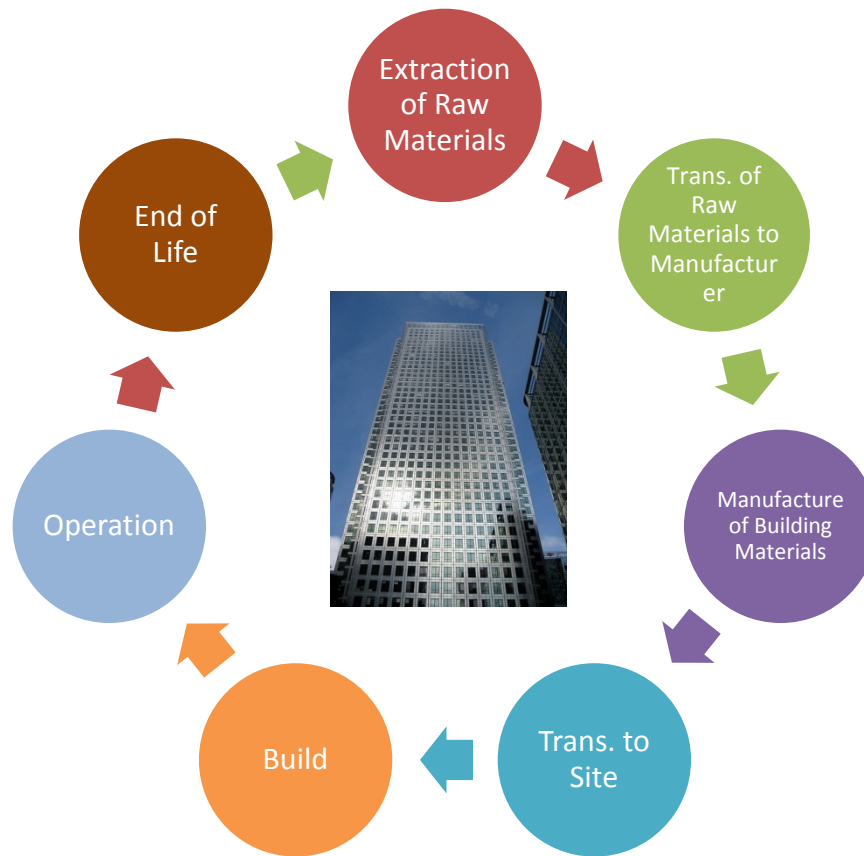 Extraction
of Raw
Materials
Trans. of
Raw
Materials to
Manufactur
er
Manufacture
of Building
Materials
Trans. to
Site
Build
Operation
End of
Life